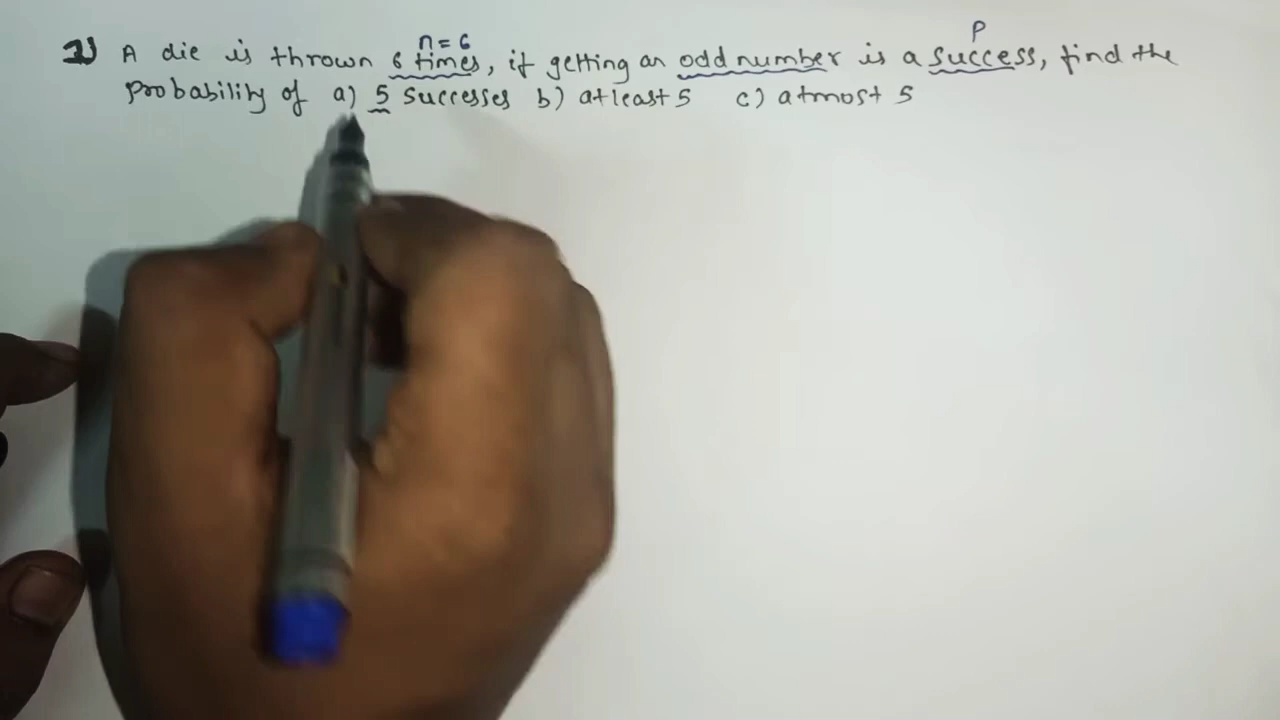 n = 6 P
2) A die is thrown 6 times, if getting an odd number is a success, find the
probability of a) 5 successes b) atleast 5 c) atmost 5